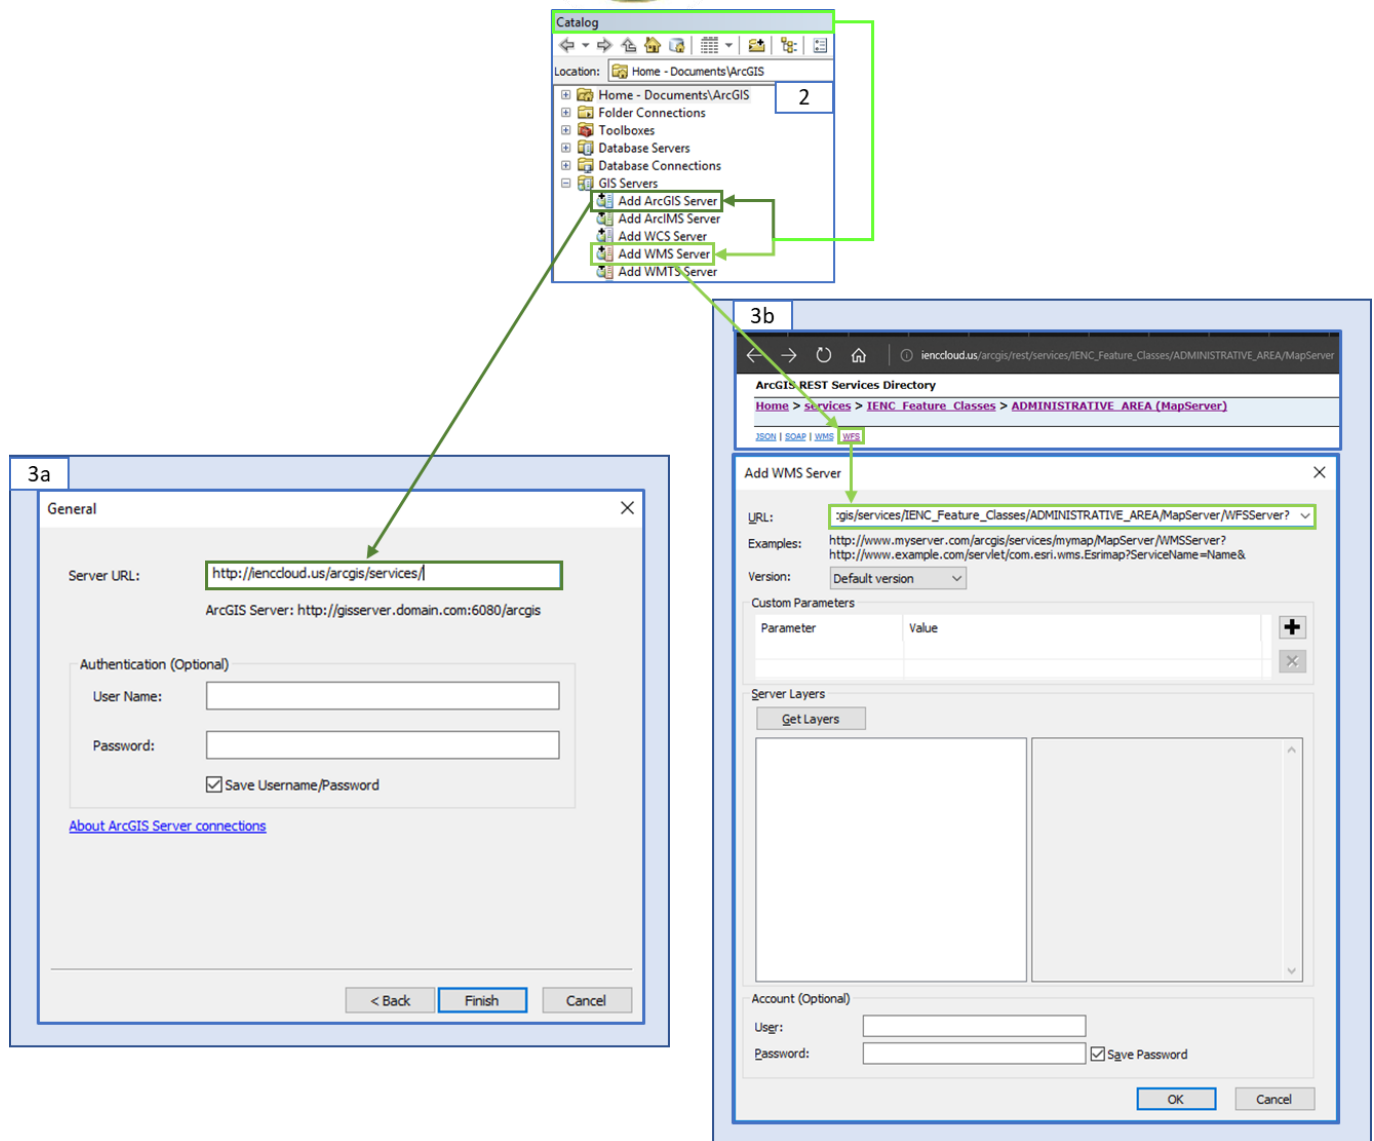 Catalog
Location: Home - Documents\ArcGIS
Home - Documents\ArcGIS
2
Folder Connections
Toolboxes
Database Servers
Database Connections
GIS Servers
Add ArcGIS Server
Add ArcIMS Server
Add WCS Server
Add WMS Server
Add WMTS Server
3b
ienccloud.us/arcgis/rest/services/IENC_Feature_Classes/ADMINISTRATIVE_AREA/MapServer
ArcGIS REST Services Directory
Home > services > IENC_Feature_Classes > ADMINISTRATIVE_AREA (MapServer)
JSON | SOAP | WMS WFS
Add WMS Server
URL: :gis/services/IENC_Feature_Classes/ADMINISTRATIVE_AREA/MapServer/WFSServer?
Examples: http://www.myserver.com/arcgis/services/mymap/MapServer/WMSServer?
http://www.example.com/servlet/com.esri.wms.Esrimap?ServiceName=Name&
Version: Default version
Custom Parameters
Parameter Value
Server Layers
Get Layers
Account (Optional)
User:
Password: Save Password
OK Cancel
3a
General
Server URL: http://ienccloud.us/arcgis/services/
ArcGIS Server: http://gisserver.domain.com:6080/arcgis
Authentication (Optional)
User Name:
Password:
Save Username/Password
About ArcGIS Server connections
< Back Finish Cancel